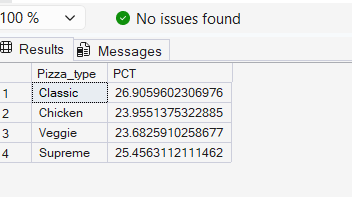 100 % No issues found
Results Messages
Pizza_type PCT
1 Classic 26.9059602306976
2 Chicken 23.9551375322885
3 Veggie 23.6825910258677
4 Supreme 25.4563112111462